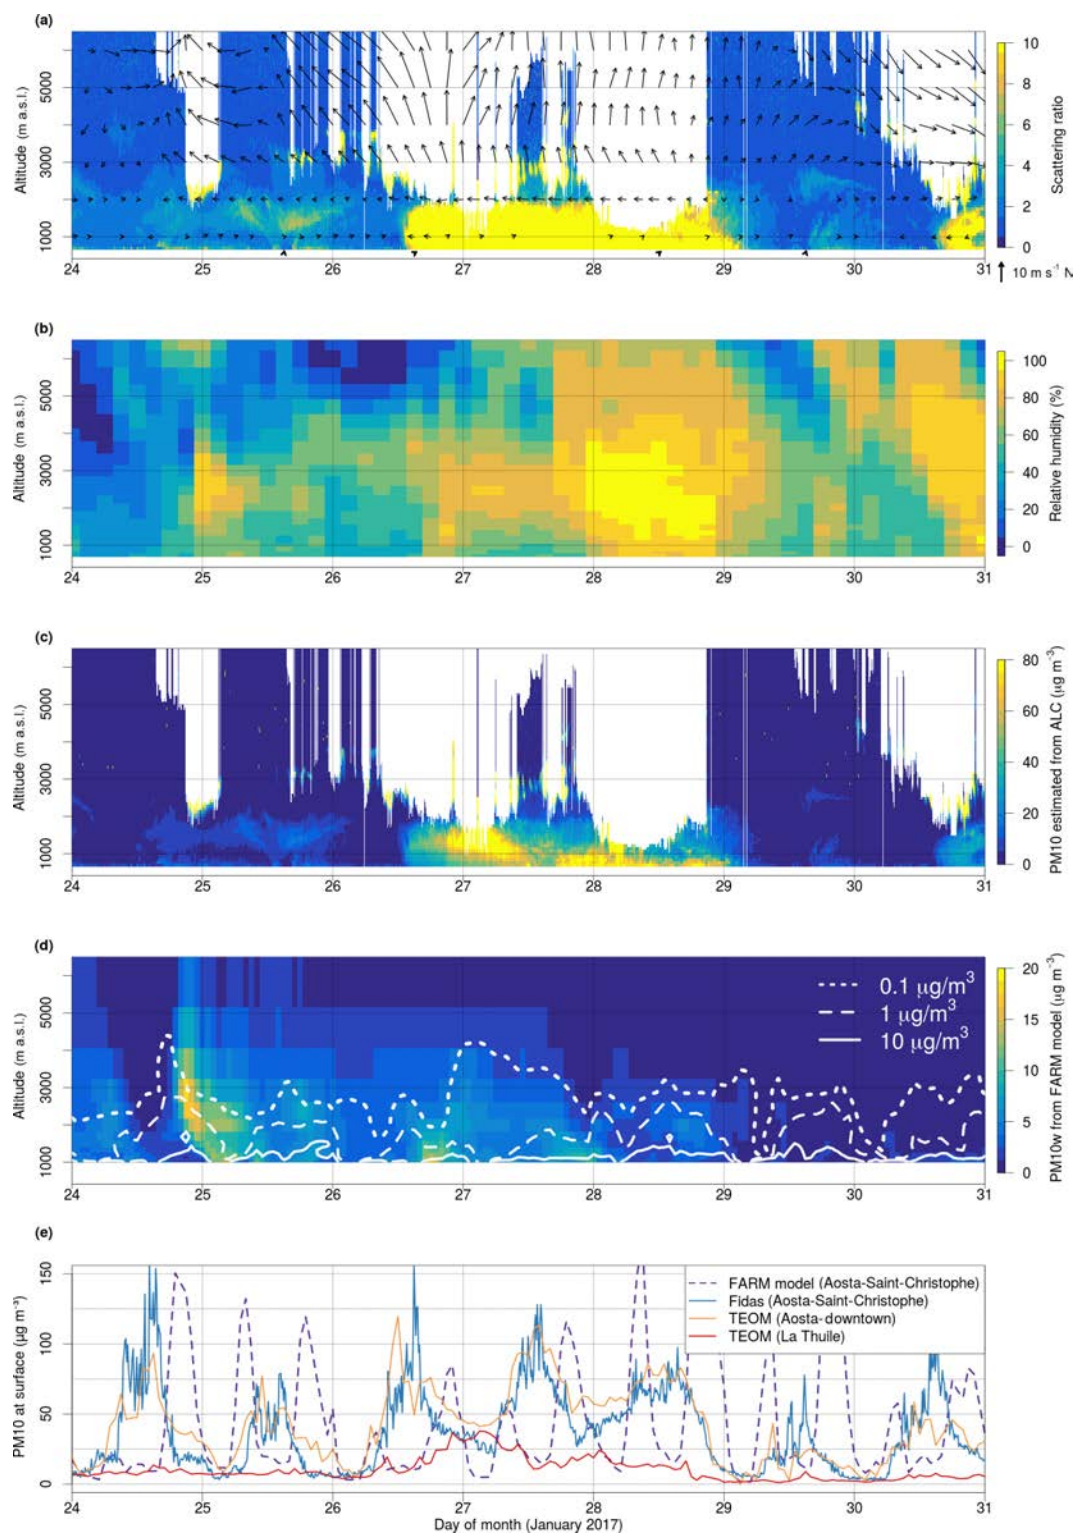 (a)
Altitude (m a.s.l.)
5000
3000
1000
24 25 26 27 28 29 30 31
10
8
6
4
2
0
Scattering ratio
10 m s⁻¹ N
(b)
Altitude (m a.s.l.)
5000
3000
1000
24 25 26 27 28 29 30 31
100
80
60
40
20
0
Relative humidity (%)
(c)
Altitude (m a.s.l.)
5000
3000
1000
24 25 26 27 28 29 30 31
80
60
40
20
0
PM10 estimated from ALC (μg m⁻³)
(d)
Altitude (m a.s.l.)
5000
3000
1000
0.1 μg/m³
1 μg/m³
10 μg/m³
24 25 26 27 28 29 30 31
20
15
10
5
0
PM10w from FARM model (μg m⁻³)
(e)
PM10 at surface (μg m⁻³)
150
100
50
0
FARM model (Aosta-Saint-Christophe)
Fidas (Aosta-Saint-Christophe)
TEOM (Aosta-downtown)
TEOM (La Thuile)
24 25 26 27 28 29 30 31
Day of month (January 2017)